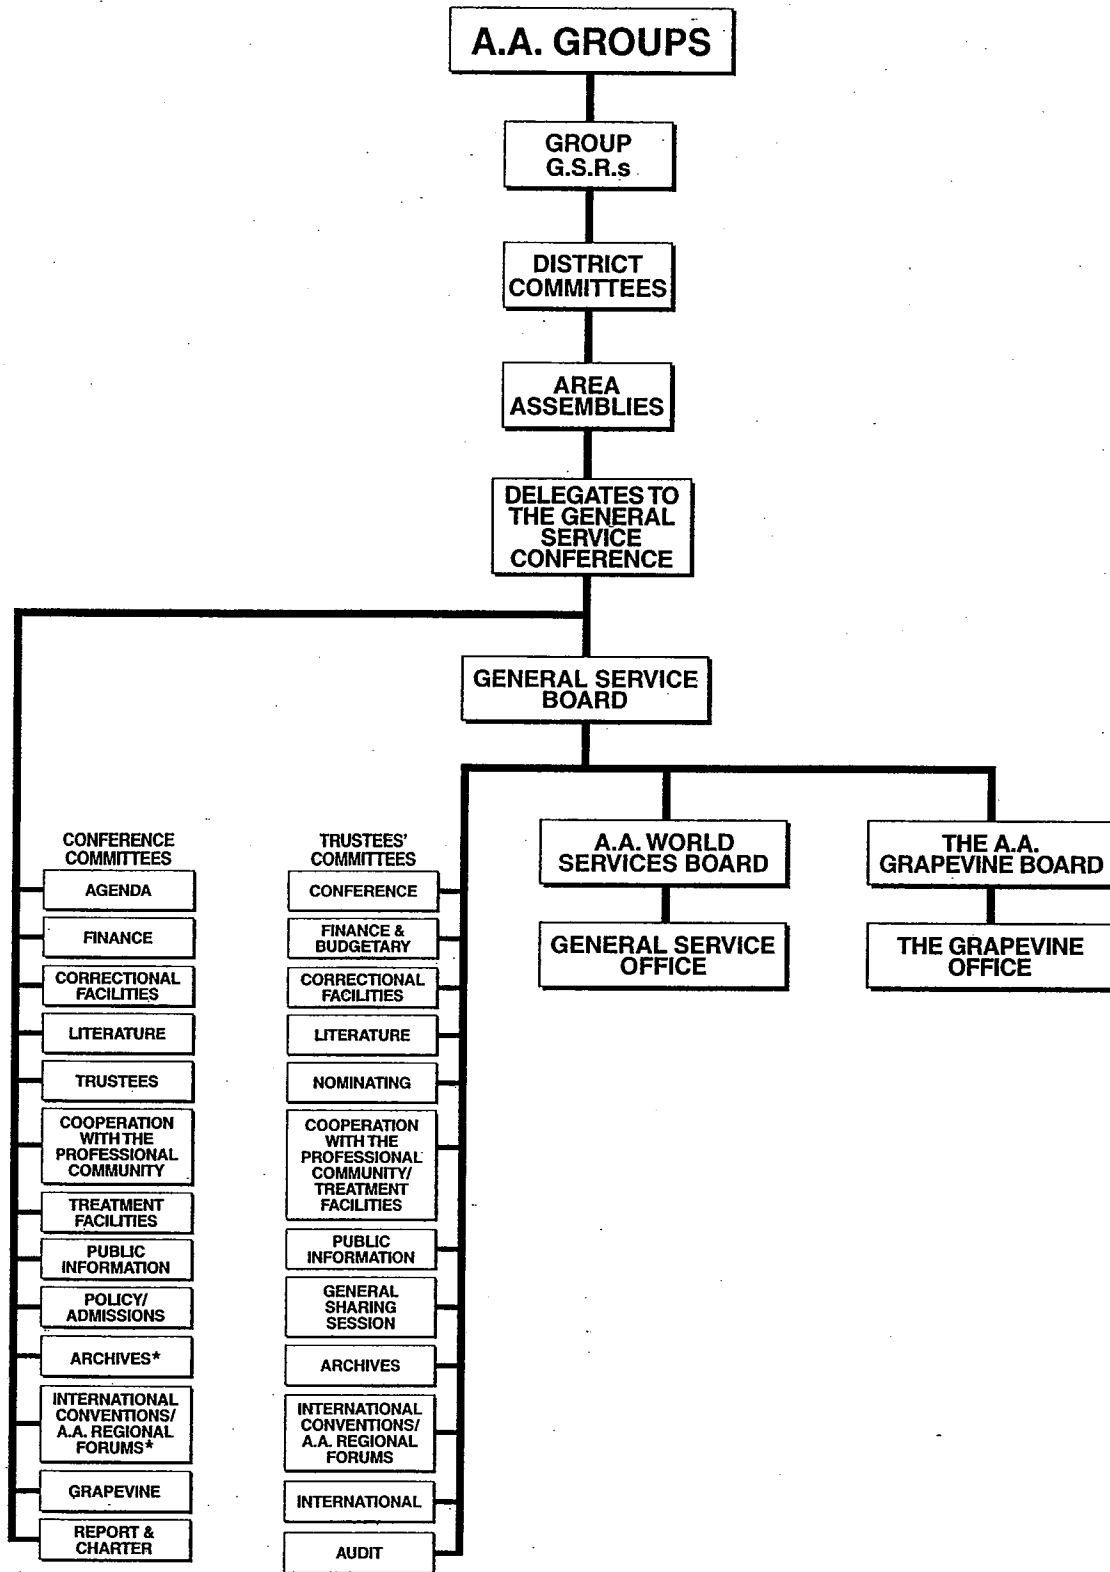 A.A. GROUPS
GROUP
G.S.R.s
DISTRICT
COMMITTEES
AREA
ASSEMBLIES
DELEGATES TO
THE GENERAL
SERVICE
CONFERENCE
GENERAL SERVICE
BOARD
CONFERENCE
COMMITTEES
AGENDA
FINANCE
CORRECTIONAL
FACILITIES
LITERATURE
TRUSTEES
COOPERATION
WITH THE
PROFESSIONAL
COMMUNITY
TREATMENT
FACILITIES
PUBLIC
INFORMATION
POLICY/
ADMISSIONS
ARCHIVES*
INTERNATIONAL
CONVENTIONS/
A.A. REGIONAL
FORUMS*
GRAPEVINE
REPORT &
CHARTER
TRUSTEES'
COMMITTEES
CONFERENCE
FINANCE &
BUDGETARY
CORRECTIONAL
FACILITIES
LITERATURE
NOMINATING
COOPERATION
WITH THE
PROFESSIONAL
COMMUNITY/
TREATMENT
FACILITIES
PUBLIC
INFORMATION
GENERAL
SHARING
SESSION
ARCHIVES
INTERNATIONAL
CONVENTIONS/
A.A. REGIONAL
FORUMS
INTERNATIONAL
AUDIT
A.A. WORLD
SERVICES BOARD
GENERAL SERVICE
OFFICE
THE A.A.
GRAPEVINE BOARD
THE GRAPEVINE
OFFICE